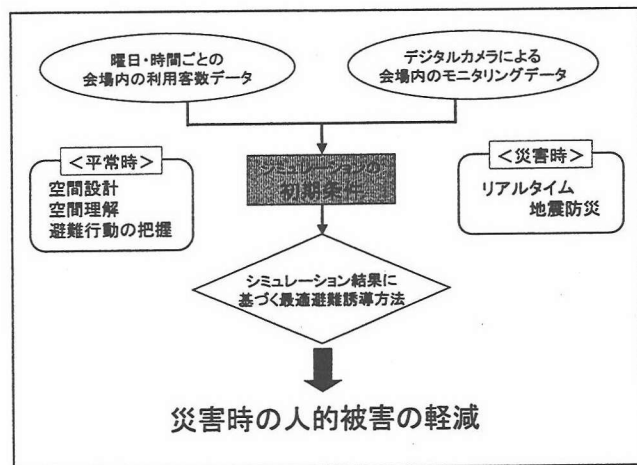 曜日・時間ごとの
会場内の利用客数データ
デジタルカメラによる
会場内のモニタリングデータ
<平常時>
空間設計
空間理解
避難行動の把握
シミュレーションの
初期条件
<災害時>
リアルタイム
地震防災
シミュレーション結果に
基づく最適避難誘導方法
災害時の人的被害の軽減